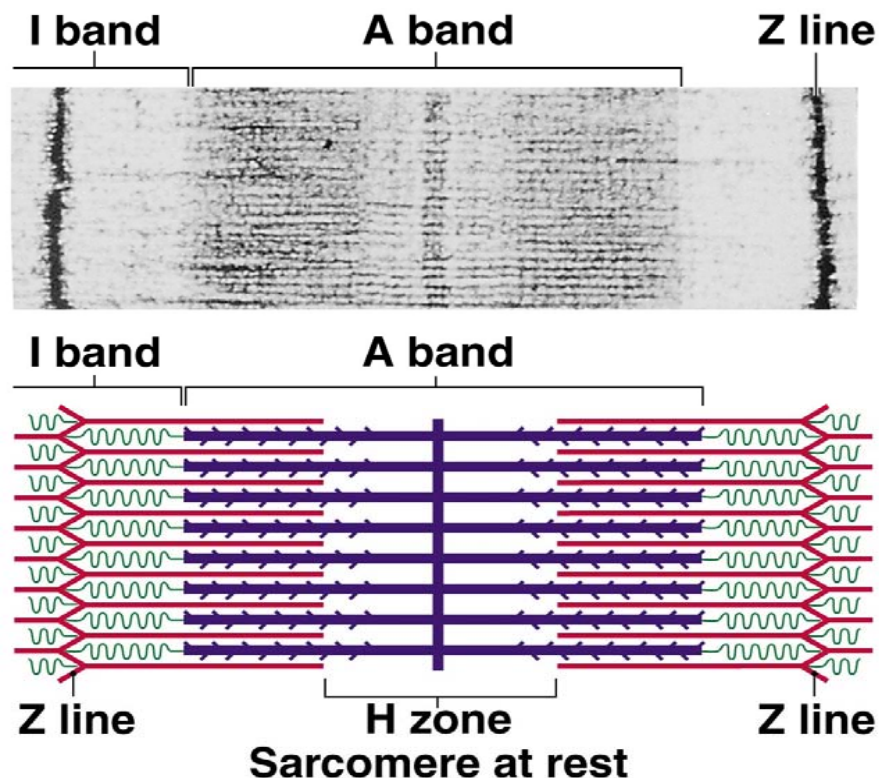 I band A band Z line
I band A band
Z line H zone Z line
Sarcomere at rest